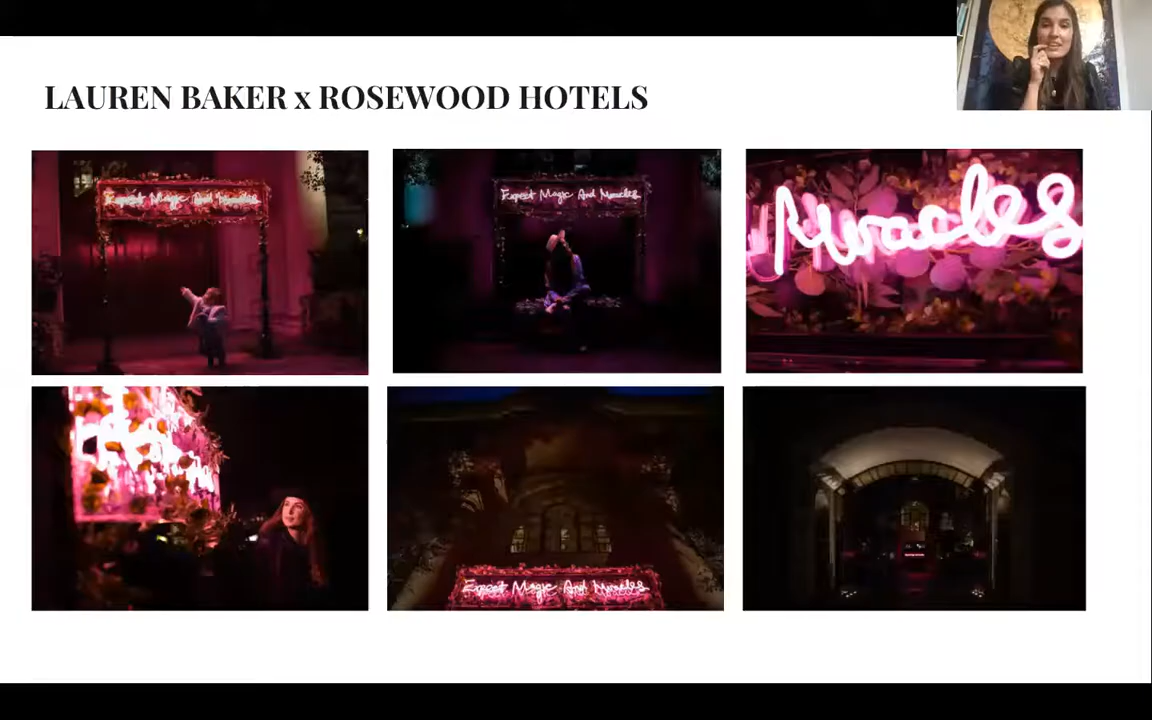 LAUREN BAKER x ROSEWOOD HOTELS
Expect Magic And Miracles
Expect Magic And Miracles
Miracles
Expect Magic And Miracles